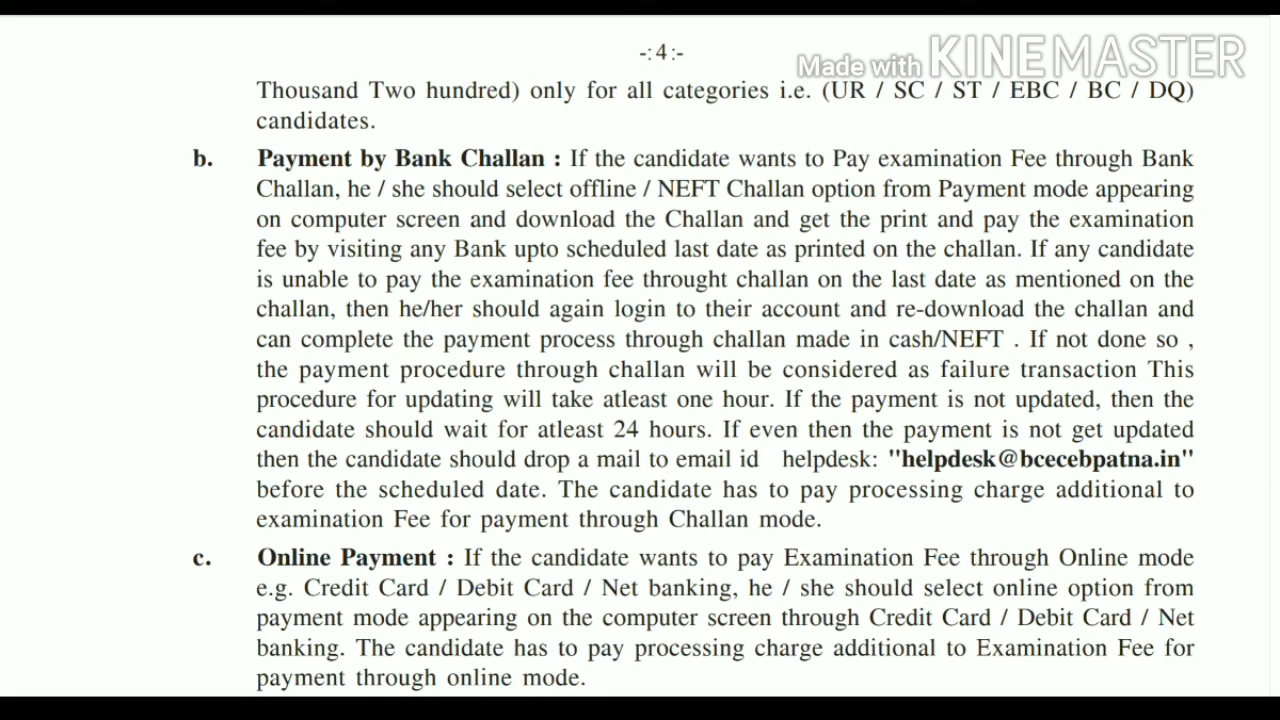 -: 4 :-
Made with KINEMASTER
Thousand Two hundred) only for all categories i.e. (UR / SC / ST / EBC / BC / DQ)
candidates.
b. Payment by Bank Challan : If the candidate wants to Pay examination Fee through Bank
Challan, he / she should select offline / NEFT Challan option from Payment mode appearing
on computer screen and download the Challan and get the print and pay the examination
fee by visiting any Bank upto scheduled last date as printed on the challan. If any candidate
is unable to pay the examination fee throught challan on the last date as mentioned on the
challan, then he/her should again login to their account and re-download the challan and
can complete the payment process through challan made in cash/NEFT . If not done so ,
the payment procedure through challan will be considered as failure transaction This
procedure for updating will take atleast one hour. If the payment is not updated, then the
candidate should wait for atleast 24 hours. If even then the payment is not get updated
then the candidate should drop a mail to email id helpdesk: "helpdesk@bcecebpatna.in"
before the scheduled date. The candidate has to pay processing charge additional to
examination Fee for payment through Challan mode.
c. Online Payment : If the candidate wants to pay Examination Fee through Online mode
e.g. Credit Card / Debit Card / Net banking, he / she should select online option from
payment mode appearing on the computer screen through Credit Card / Debit Card / Net
banking. The candidate has to pay processing charge additional to Examination Fee for
payment through online mode.